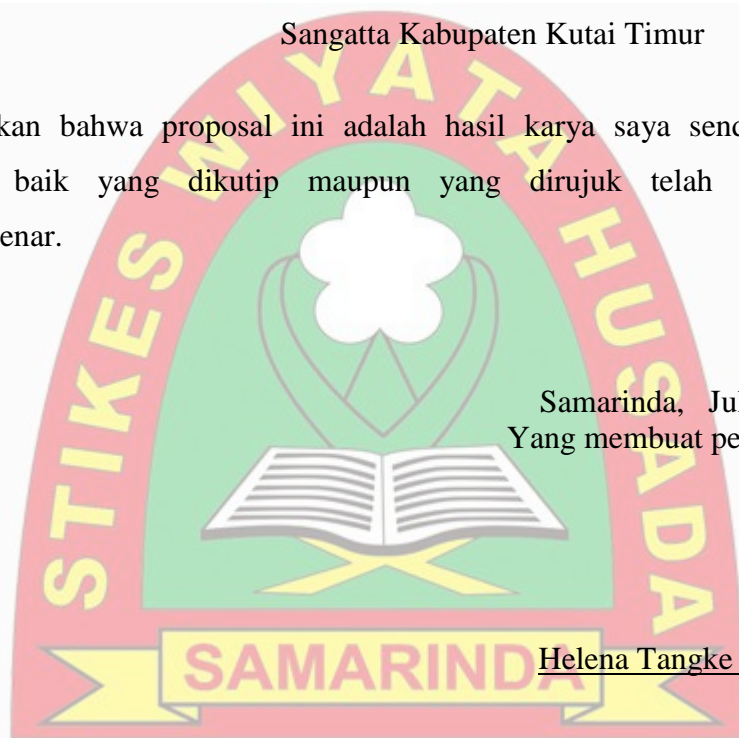 Sangatta Kabupaten Kutai Timur
kan bahwa proposal ini adalah hasil karya saya send
baik yang dikutip maupun yang dirujuk telah
enar.
Samarinda, Jul
Yang membuat pe
Helena Tangke
STIKES WIYATA HUSADA
SAMARINDA